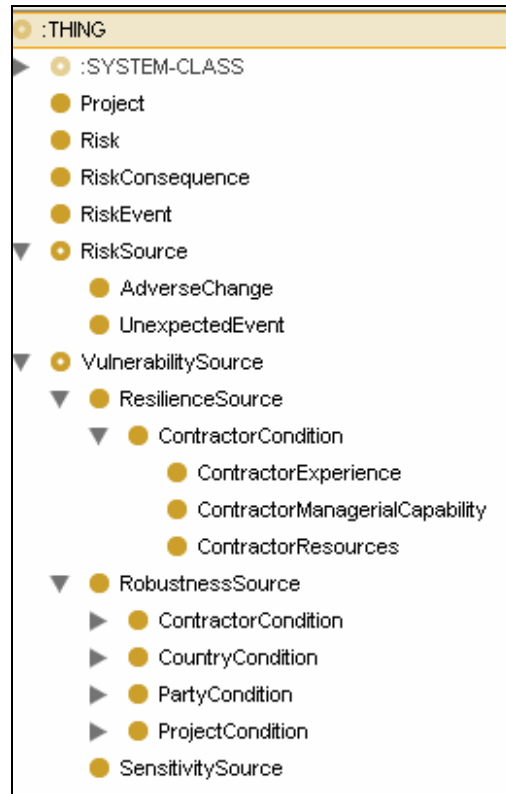 :THING
:SYSTEM-CLASS
Project
Risk
RiskConsequence
RiskEvent
RiskSource
AdverseChange
UnexpectedEvent
VulnerabilitySource
ResilienceSource
ContractorCondition
ContractorExperience
ContractorManagerialCapability
ContractorResources
RobustnessSource
ContractorCondition
CountryCondition
PartyCondition
ProjectCondition
SensitivitySource